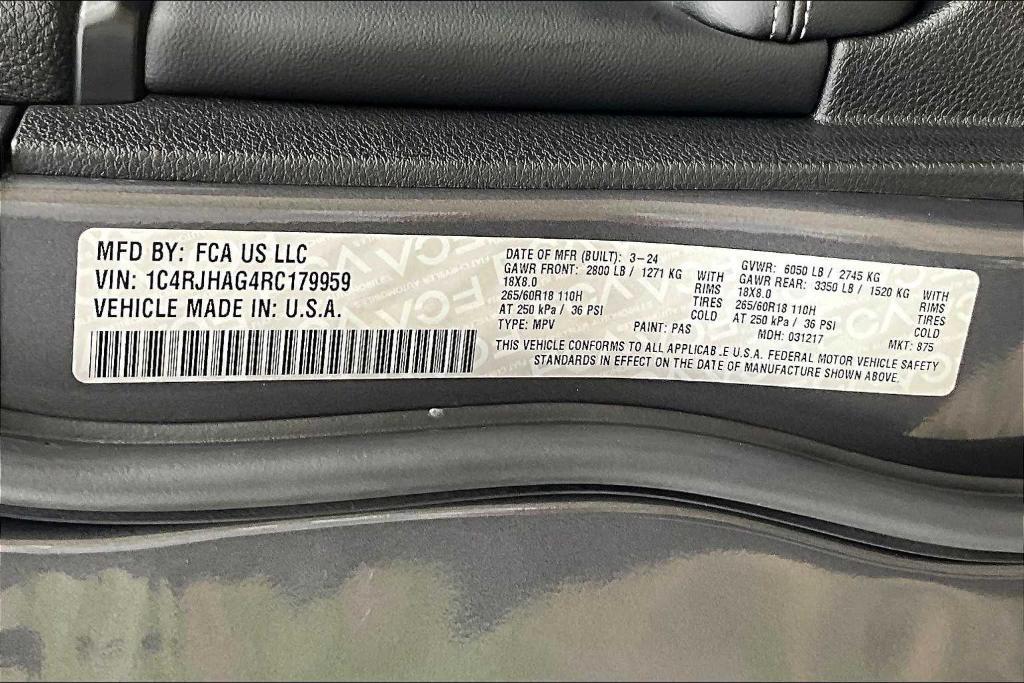 MFD BY: FCA US LLC
VIN: 1C4RJHAG4RC179959
VEHICLE MADE IN: U.S.A.
DATE OF MFR (BUILT): 3-24
GAWR FRONT: 2800 LB / 1271 KG WITH
18X8.0 RIMS
265/60R18 110H TIRES
AT 250 kPa / 36 PSI COLD
TYPE: MPV PAINT: PAS
GVWR: 6050 LB / 2745 KG
GAWR REAR: 3350 LB / 1520 KG WITH
18X8.0 RIMS
265/60R18 110H TIRES
AT 250 kPa / 36 PSI COLD
MDH: 031217 MKT: 875
THIS VEHICLE CONFORMS TO ALL APPLICAB.E U.S.A. FEDERAL MOTOR VEHICLE SAFETY
STANDARDS IN EFFECT ON THE DATE OF MANUFACTURE SHOWN ABOVE.